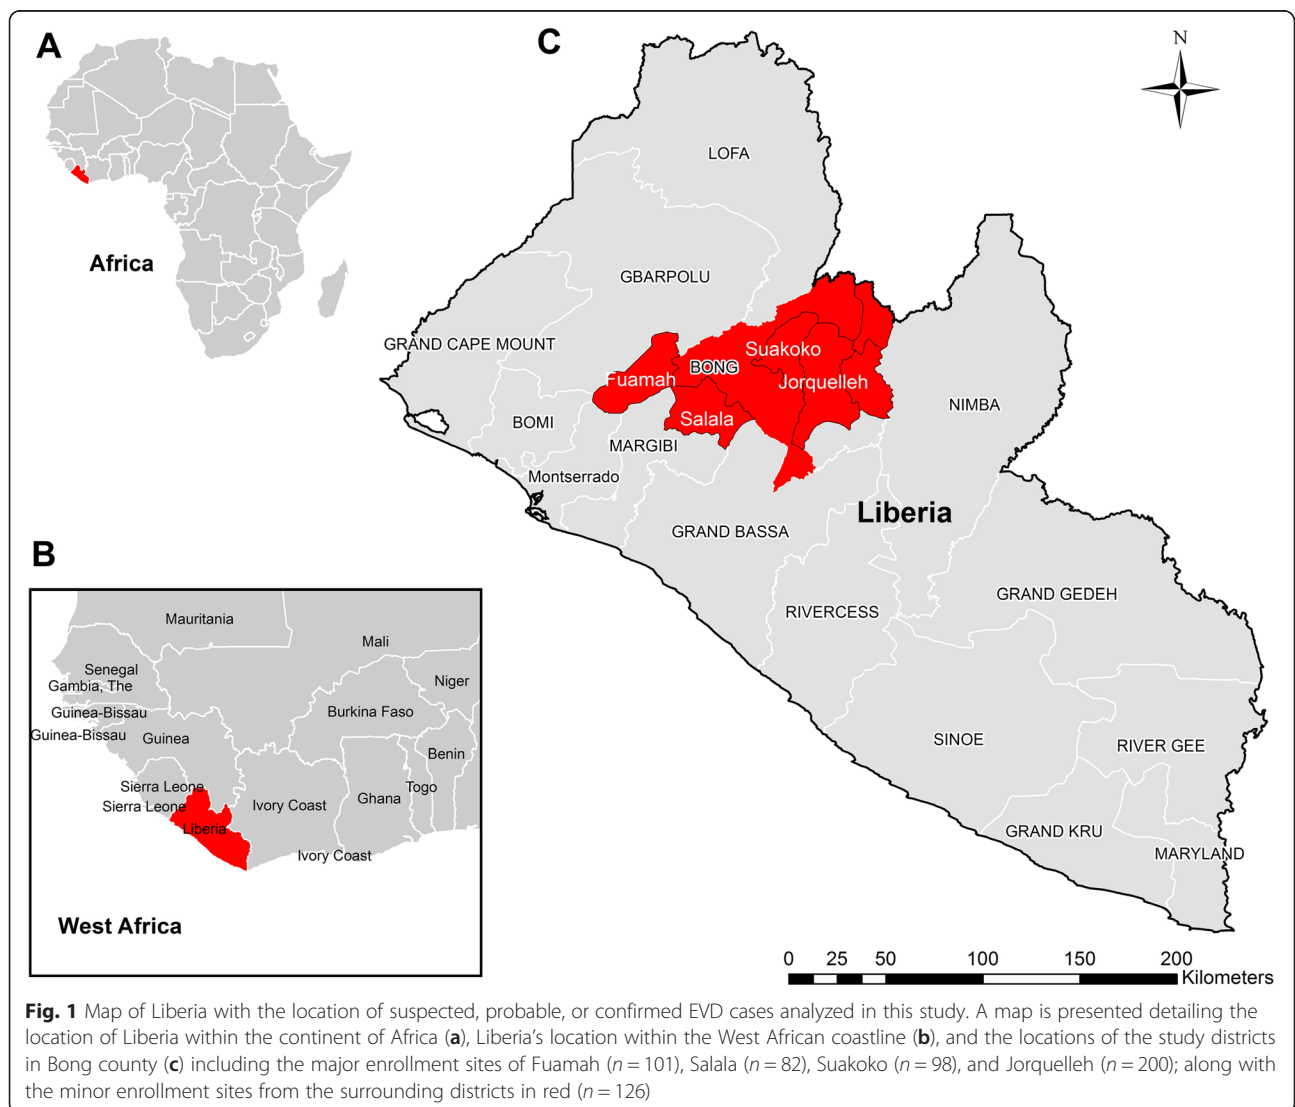 A
Africa
B
Mauritania
Mali
Senegal
Gambia, The
Niger
Guinea-Bissau
Burkina Faso
Guinea-Bissau
Guinea
Benin
Sierra Leone
Togo
Sierra Leone
Ivory Coast
Ghana
Liberia
Ivory Coast
West Africa
C
N
LOFA
GBARPOLU
GRAND CAPE MOUNT
Suakoko
BONG
Fuamah
Jorquelleh
NIMBA
Salala
BOMI
MARGIBI
Montserrado
Liberia
GRAND BASSA
GRAND GEDEH
RIVERCESS
SINOE
RIVER GEE
GRAND KRU
MARYLAND
0 25 50 100 150 200
Kilometers
Fig. 1 Map of Liberia with the location of suspected, probable, or confirmed EVD cases analyzed in this study. A map is presented detailing the
location of Liberia within the continent of Africa (a), Liberia's location within the West African coastline (b), and the locations of the study districts
in Bong county (c) including the major enrollment sites of Fuamah (n = 101), Salala (n = 82), Suakoko (n = 98), and Jorquelleh (n = 200); along with
the minor enrollment sites from the surrounding districts in red (n = 126)